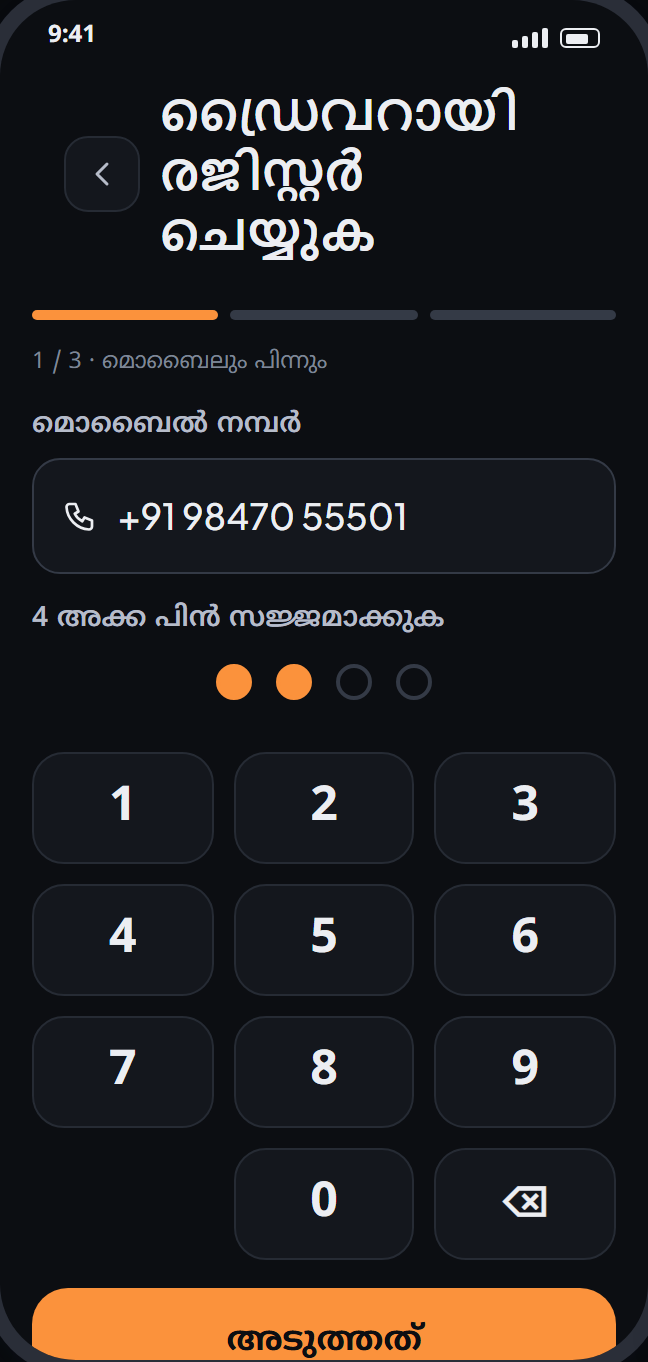 9:41
ഡ്രൈവറായി
രജിസ്റ്റർ
ചെയ്യുക
1 / 3 · മൊബൈലും പിന്നും
മൊബൈൽ നമ്പർ
+91 98470 55501
4 അക്ക പിൻ സജ്ജമാക്കുക
1 2 3
4 5 6
7 8 9
0
അടുത്തത്